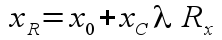 x_R = x_0 + x_C λ R_x